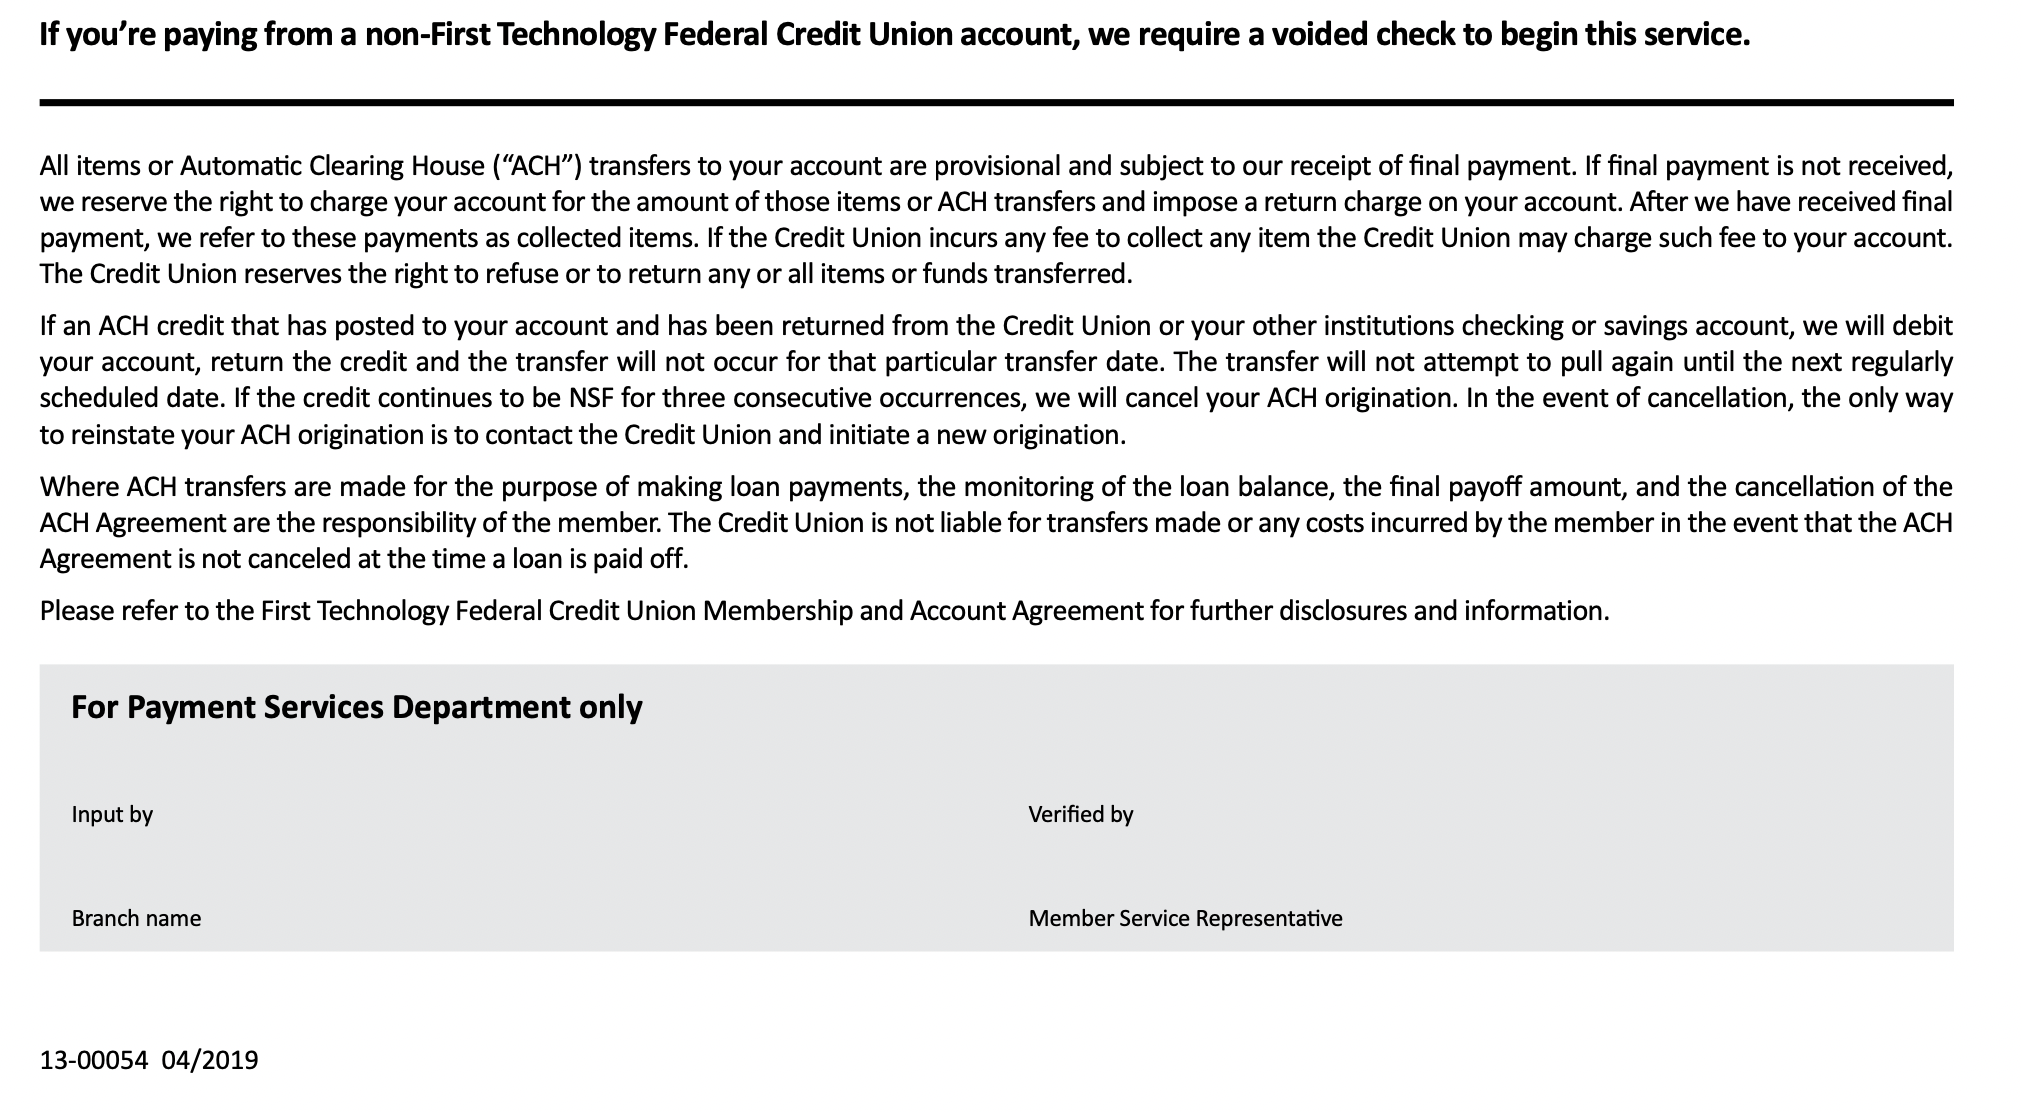 If you’re paying from a non-First Technology Federal Credit Union account, we require a voided check to begin this service.
All items or Automatic Clearing House (“ACH”) transfers to your account are provisional and subject to our receipt of final payment. If final payment is not received,
we reserve the right to charge your account for the amount of those items or ACH transfers and impose a return charge on your account. After we have received final
payment, we refer to these payments as collected items. If the Credit Union incurs any fee to collect any item the Credit Union may charge such fee to your account.
The Credit Union reserves the right to refuse or to return any or all items or funds transferred.
If an ACH credit that has posted to your account and has been returned from the Credit Union or your other institutions checking or savings account, we will debit
your account, return the credit and the transfer will not occur for that particular transfer date. The transfer will not attempt to pull again until the next regularly
scheduled date. If the credit continues to be NSF for three consecutive occurrences, we will cancel your ACH origination. In the event of cancellation, the only way
to reinstate your ACH origination is to contact the Credit Union and initiate a new origination.
Where ACH transfers are made for the purpose of making loan payments, the monitoring of the loan balance, the final payoff amount, and the cancellation of the
ACH Agreement are the responsibility of the member. The Credit Union is not liable for transfers made or any costs incurred by the member in the event that the ACH
Agreement is not canceled at the time a loan is paid off.
Please refer to the First Technology Federal Credit Union Membership and Account Agreement for further disclosures and information.
For Payment Services Department only
Input by
Verified by
Branch name
Member Service Representative
13-00054 04/2019